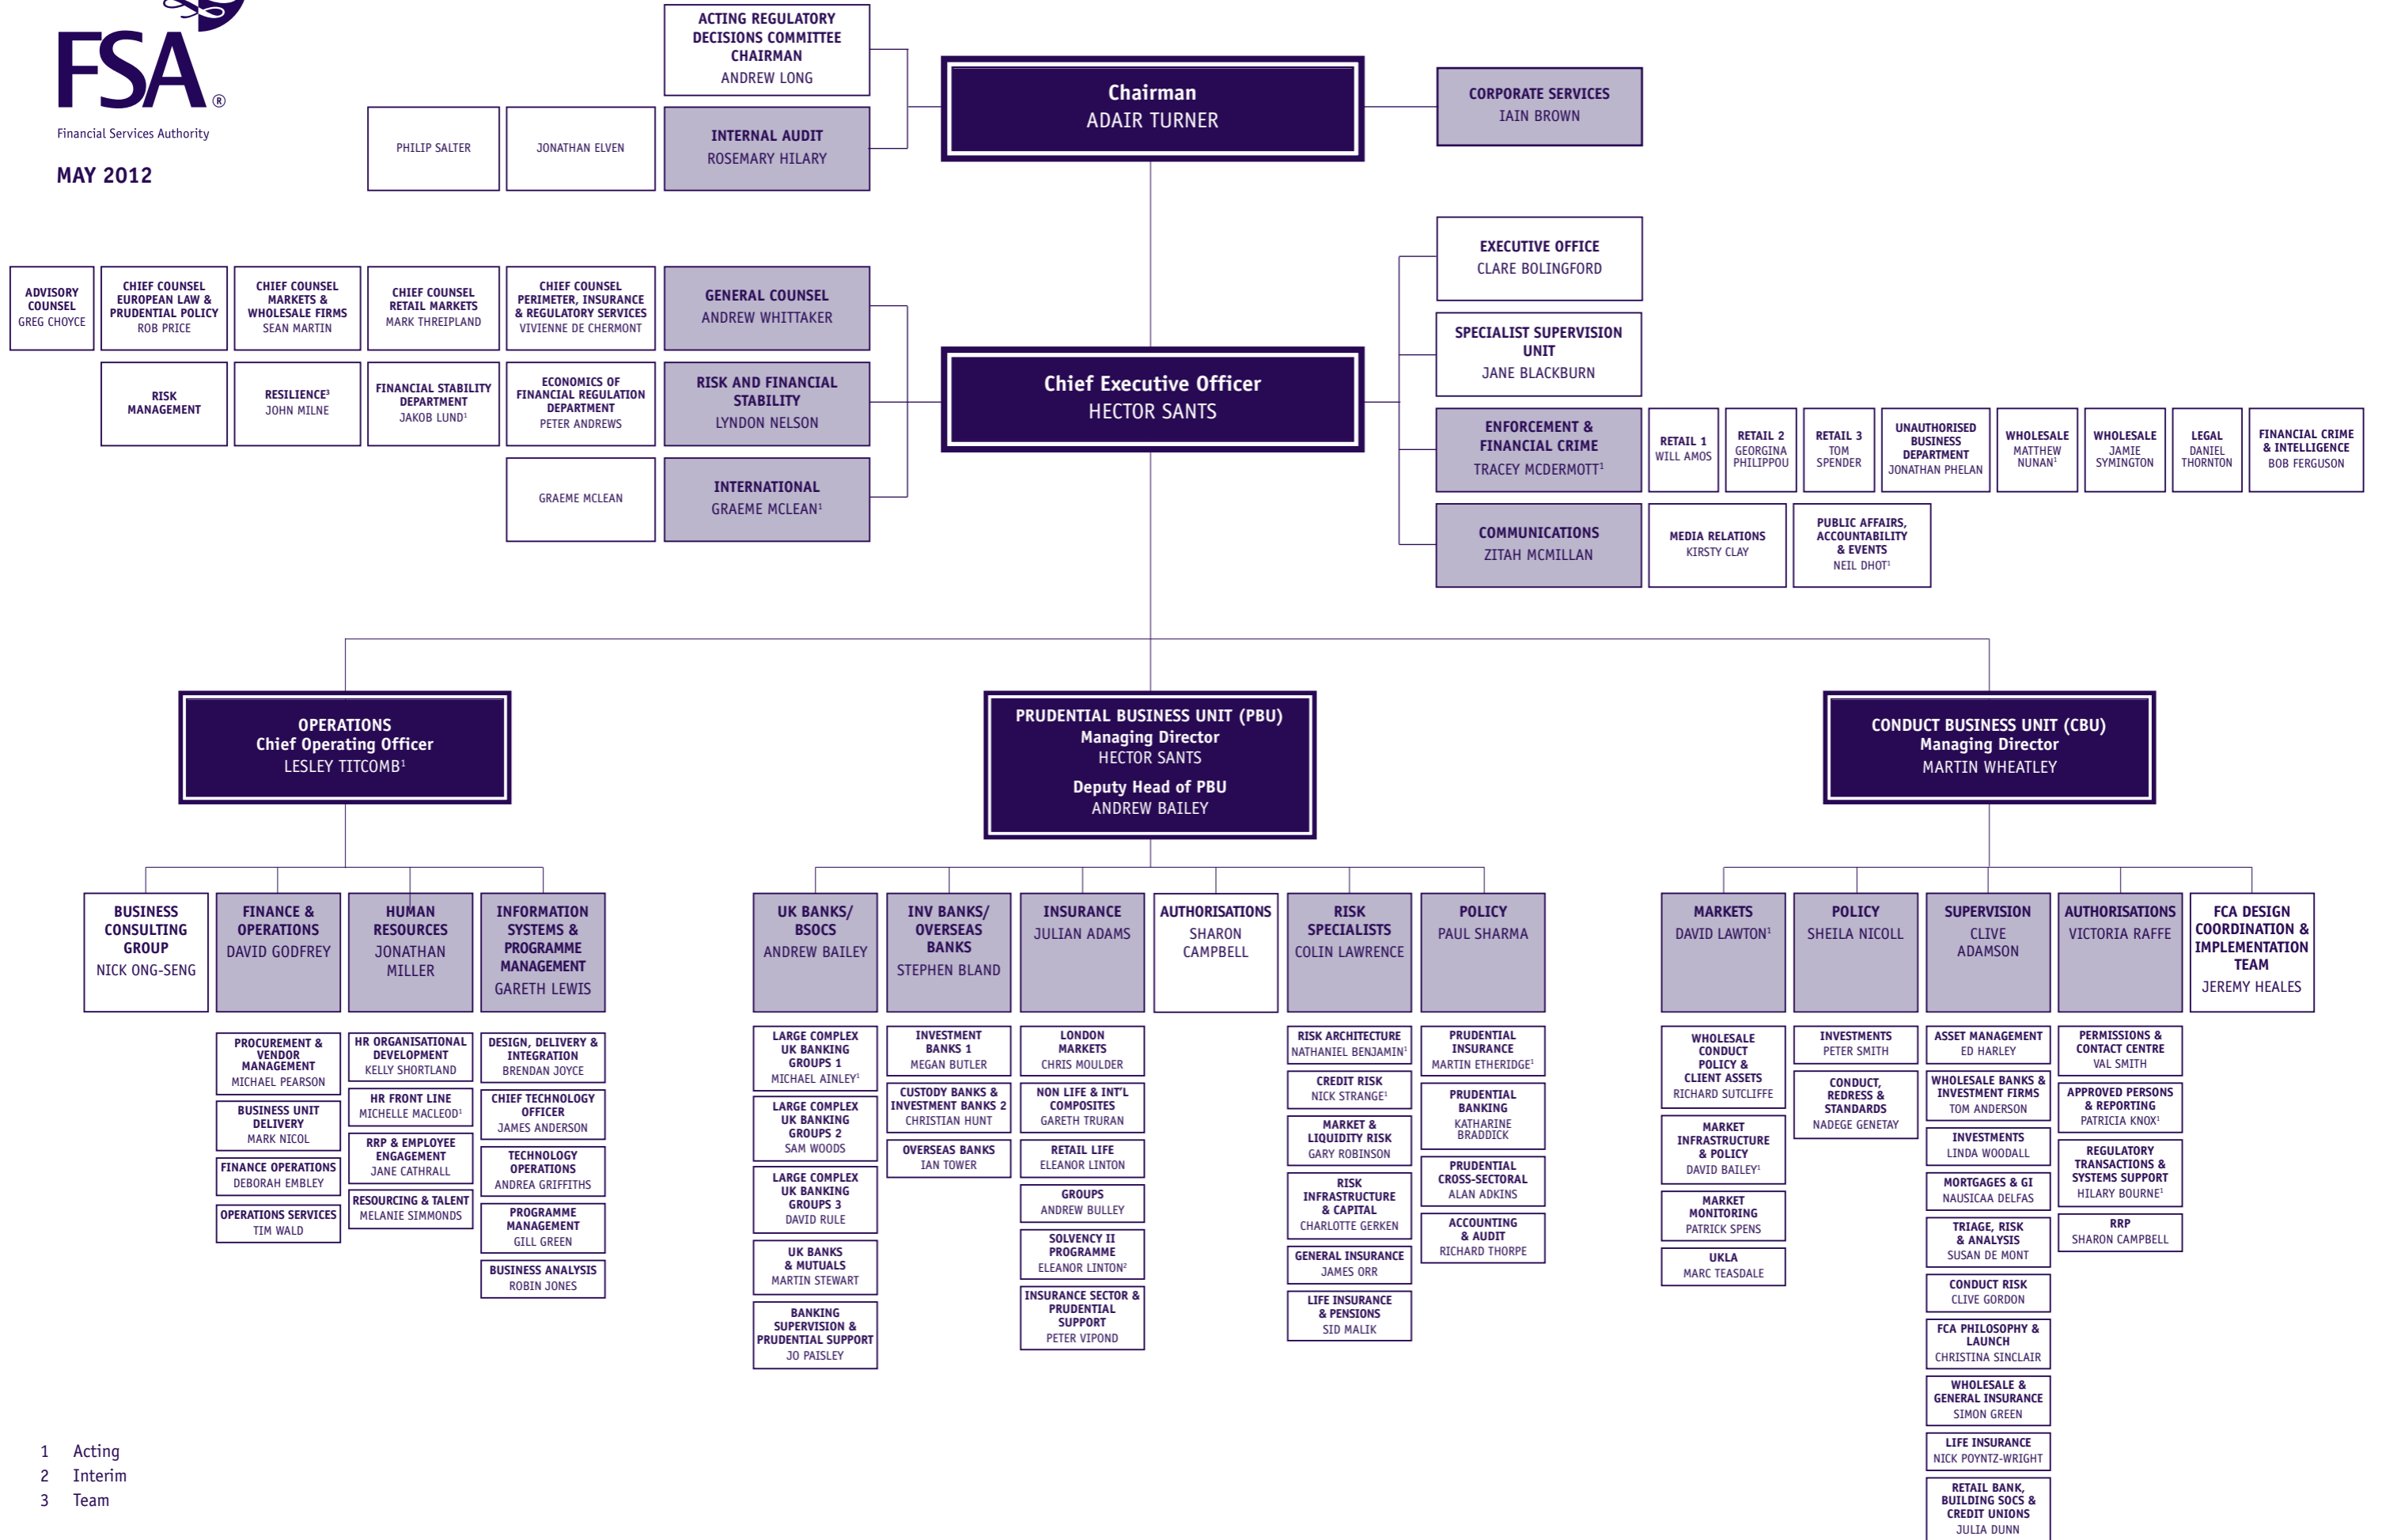 FSA®
Financial Services Authority
MAY 2012
ACTING REGULATORY
DECISIONS COMMITTEE
CHAIRMAN
ANDREW LONG
PHILIP SALTER
JONATHAN ELVEN
INTERNAL AUDIT
ROSEMARY HILARY
Chairman
ADAIR TURNER
CORPORATE SERVICES
IAIN BROWN
ADVISORY
COUNSEL
GREG CHOYCE
CHIEF COUNSEL
EUROPEAN LAW &
PRUDENTIAL POLICY
ROB PRICE
CHIEF COUNSEL
MARKETS &
WHOLESALE FIRMS
SEAN MARTIN
CHIEF COUNSEL
RETAIL MARKETS
MARK THREIPLAND
CHIEF COUNSEL
PERIMETER, INSURANCE
& REGULATORY SERVICES
VIVIENNE DE CHERMONT
GENERAL COUNSEL
ANDREW WHITTAKER
RISK
MANAGEMENT
RESILIENCE³
JOHN MILNE
FINANCIAL STABILITY
DEPARTMENT
JAKOB LUND¹
ECONOMICS OF
FINANCIAL REGULATION
DEPARTMENT
PETER ANDREWS
RISK AND FINANCIAL
STABILITY
LYNDON NELSON
GRAEME MCLEAN
INTERNATIONAL
GRAEME MCLEAN¹
Chief Executive Officer
HECTOR SANTS
EXECUTIVE OFFICE
CLARE BOLINGFORD
SPECIALIST SUPERVISION
UNIT
JANE BLACKBURN
ENFORCEMENT &
FINANCIAL CRIME
TRACEY MCDERMOTT¹
RETAIL 1
WILL AMOS
RETAIL 2
GEORGINA
PHILIPPOU
RETAIL 3
TOM
SPENDER
UNAUTHORISED
BUSINESS
DEPARTMENT
JONATHAN PHELAN
WHOLESALE
MATTHEW
NUNAN¹
WHOLESALE
JAMIE
SYMINGTON
LEGAL
DANIEL
THORNTON
FINANCIAL CRIME
& INTELLIGENCE
BOB FERGUSON
COMMUNICATIONS
ZITAH MCMILLAN
MEDIA RELATIONS
KIRSTY CLAY
PUBLIC AFFAIRS,
ACCOUNTABILITY
& EVENTS
NEIL DHOT¹
OPERATIONS
Chief Operating Officer
LESLEY TITCOMB¹
PRUDENTIAL BUSINESS UNIT (PBU)
Managing Director
HECTOR SANTS
Deputy Head of PBU
ANDREW BAILEY
CONDUCT BUSINESS UNIT (CBU)
Managing Director
MARTIN WHEATLEY
BUSINESS
CONSULTING
GROUP
NICK ONG-SENG
FINANCE &
OPERATIONS
DAVID GODFREY
PROCUREMENT &
VENDOR
MANAGEMENT
MICHAEL PEARSON
BUSINESS UNIT
DELIVERY
MARK NICOL
FINANCE OPERATIONS
DEBORAH EMBLEY
OPERATIONS SERVICES
TIM WALD
HUMAN
RESOURCES
JONATHAN
MILLER
HR ORGANISATIONAL
DEVELOPMENT
KELLY SHORTLAND
HR FRONT LINE
MICHELLE MACLEOD¹
RRP & EMPLOYEE
ENGAGEMENT
JANE CATHRALL
RESOURCING & TALENT
MELANIE SIMMONDS
INFORMATION
SYSTEMS &
PROGRAMME
MANAGEMENT
GARETH LEWIS
DESIGN, DELIVERY &
INTEGRATION
BRENDAN JOYCE
CHIEF TECHNOLOGY
OFFICER
JAMES ANDERSON
TECHNOLOGY
OPERATIONS
ANDREA GRIFFITHS
PROGRAMME
MANAGEMENT
GILL GREEN
BUSINESS ANALYSIS
ROBIN JONES
UK BANKS/
BSOCS
ANDREW BAILEY
LARGE COMPLEX
UK BANKING
GROUPS 1
MICHAEL AINLEY¹
LARGE COMPLEX
UK BANKING
GROUPS 2
SAM WOODS
LARGE COMPLEX
UK BANKING
GROUPS 3
DAVID RULE
UK BANKS
& MUTUALS
MARTIN STEWART
BANKING
SUPERVISION &
PRUDENTIAL SUPPORT
JO PAISLEY
INV BANKS/
OVERSEAS
BANKS
STEPHEN BLAND
INVESTMENT
BANKS 1
MEGAN BUTLER
CUSTODY BANKS &
INVESTMENT BANKS 2
CHRISTIAN HUNT
OVERSEAS BANKS
IAN TOWER
INSURANCE
JULIAN ADAMS
LONDON
MARKETS
CHRIS MOULDER
NON LIFE & INT'L
COMPOSITES
GARETH TRURAN
RETAIL LIFE
ELEANOR LINTON
GROUPS
ANDREW BULLEY
SOLVENCY II
PROGRAMME
ELEANOR LINTON²
INSURANCE SECTOR &
PRUDENTIAL
SUPPORT
PETER VIPOND
AUTHORISATIONS
SHARON
CAMPBELL
RISK
SPECIALISTS
COLIN LAWRENCE
RISK ARCHITECTURE
NATHANIEL BENJAMIN¹
CREDIT RISK
NICK STRANGE¹
MARKET &
LIQUIDITY RISK
GARY ROBINSON
RISK
INFRASTRUCTURE
& CAPITAL
CHARLOTTE GERKEN
GENERAL INSURANCE
JAMES ORR
LIFE INSURANCE
& PENSIONS
SID MALIK
POLICY
PAUL SHARMA
PRUDENTIAL
INSURANCE
MARTIN ETHERIDGE¹
PRUDENTIAL
BANKING
KATHARINE
BRADDICK
PRUDENTIAL
CROSS-SECTORAL
ALAN ADKINS
ACCOUNTING
& AUDIT
RICHARD THORPE
MARKETS
DAVID LAWTON¹
WHOLESALE
CONDUCT
POLICY &
CLIENT ASSETS
RICHARD SUTCLIFFE
MARKET
INFRASTRUCTURE
& POLICY
DAVID BAILEY¹
MARKET
MONITORING
PATRICK SPENS
UKLA
MARC TEASDALE
POLICY
SHEILA NICOLL
INVESTMENTS
PETER SMITH
CONDUCT,
REDRESS &
STANDARDS
NADEGE GENETAY
SUPERVISION
CLIVE
ADAMSON
ASSET MANAGEMENT
ED HARLEY
WHOLESALE BANKS &
INVESTMENT FIRMS
TOM ANDERSON
INVESTMENTS
LINDA WOODALL
MORTGAGES & GI
NAUSICAA DELFAS
TRIAGE, RISK
& ANALYSIS
SUSAN DE MONT
CONDUCT RISK
CLIVE GORDON
FCA PHILOSOPHY &
LAUNCH
CHRISTINA SINCLAIR
WHOLESALE &
GENERAL INSURANCE
SIMON GREEN
LIFE INSURANCE
NICK POYNTZ-WRIGHT
RETAIL BANK,
BUILDING SOCS &
CREDIT UNIONS
JULIA DUNN
AUTHORISATIONS
VICTORIA RAFFE
PERMISSIONS &
CONTACT CENTRE
VAL SMITH
APPROVED PERSONS
& REPORTING
PATRICIA KNOX¹
REGULATORY
TRANSACTIONS &
SYSTEMS SUPPORT
HILARY BOURNE¹
RRP
SHARON CAMPBELL
FCA DESIGN
COORDINATION &
IMPLEMENTATION
TEAM
JEREMY HEALES
1 Acting
2 Interim
3 Team